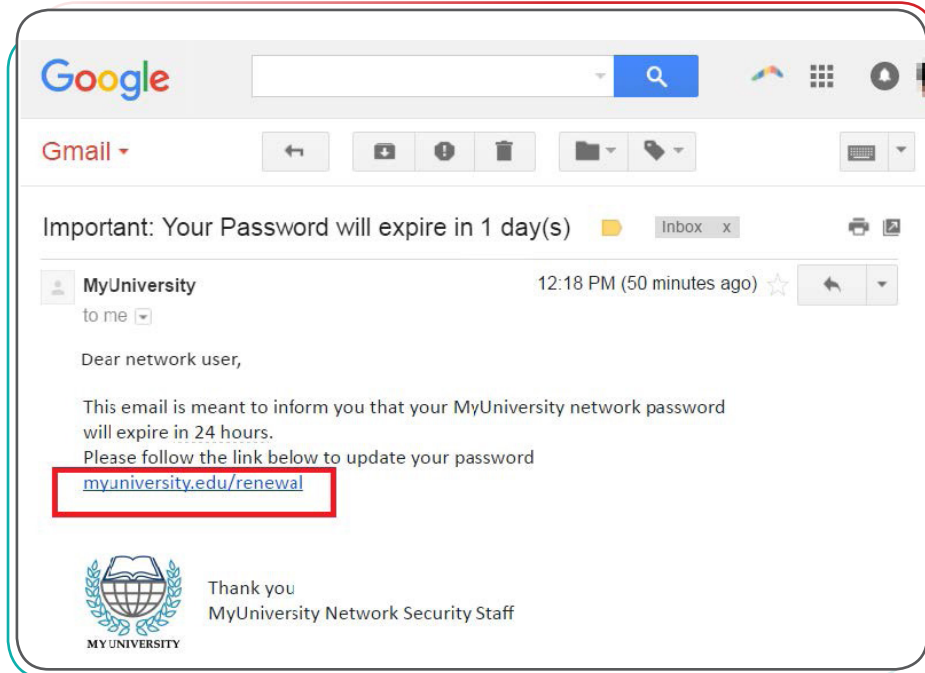 Google
Gmail
Important: Your Password will expire in 1 day(s)
Inbox x
MyUniversity
12:18 PM (50 minutes ago)
to me
Dear network user,
This email is meant to inform you that your MyUniversity network password
will expire in 24 hours.
Please follow the link below to update your password
myuniversity.edu/renewal
Thank you
MyUniversity Network Security Staff
MY UNIVERSITY